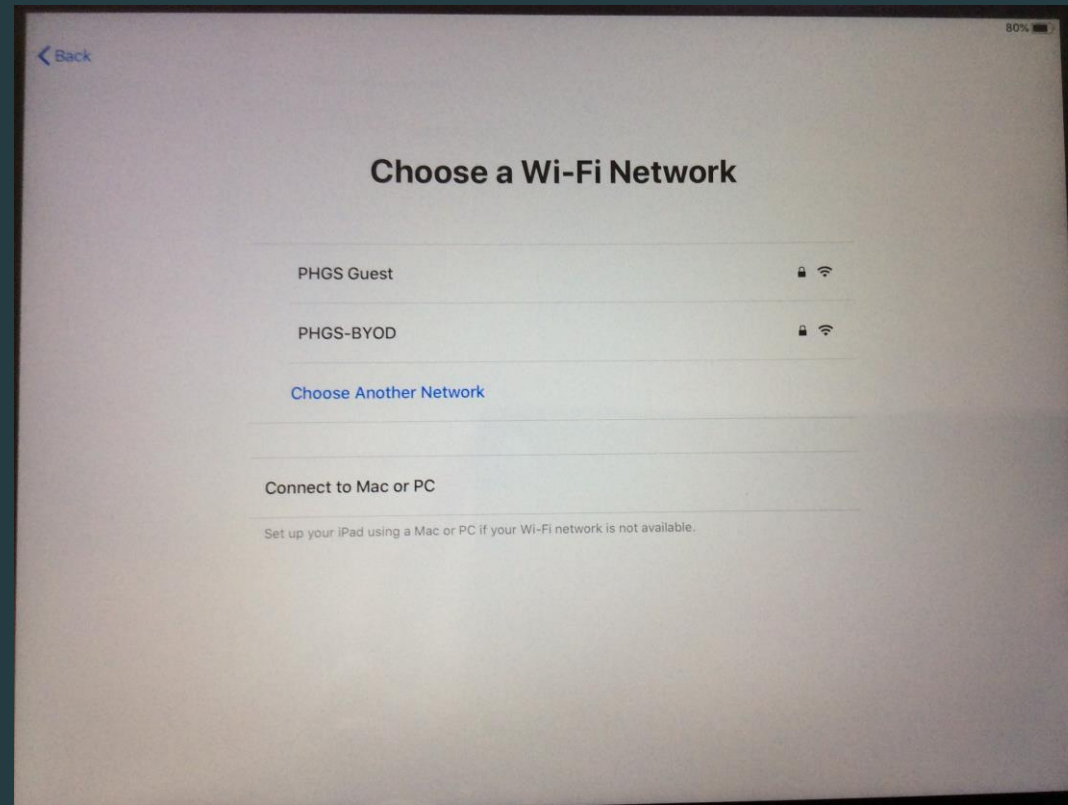 80%
Back
Choose a Wi-Fi Network
PHGS Guest
PHGS-BYOD
Choose Another Network
Connect to Mac or PC
Set up your iPad using a Mac or PC if your Wi-Fi network is not available.